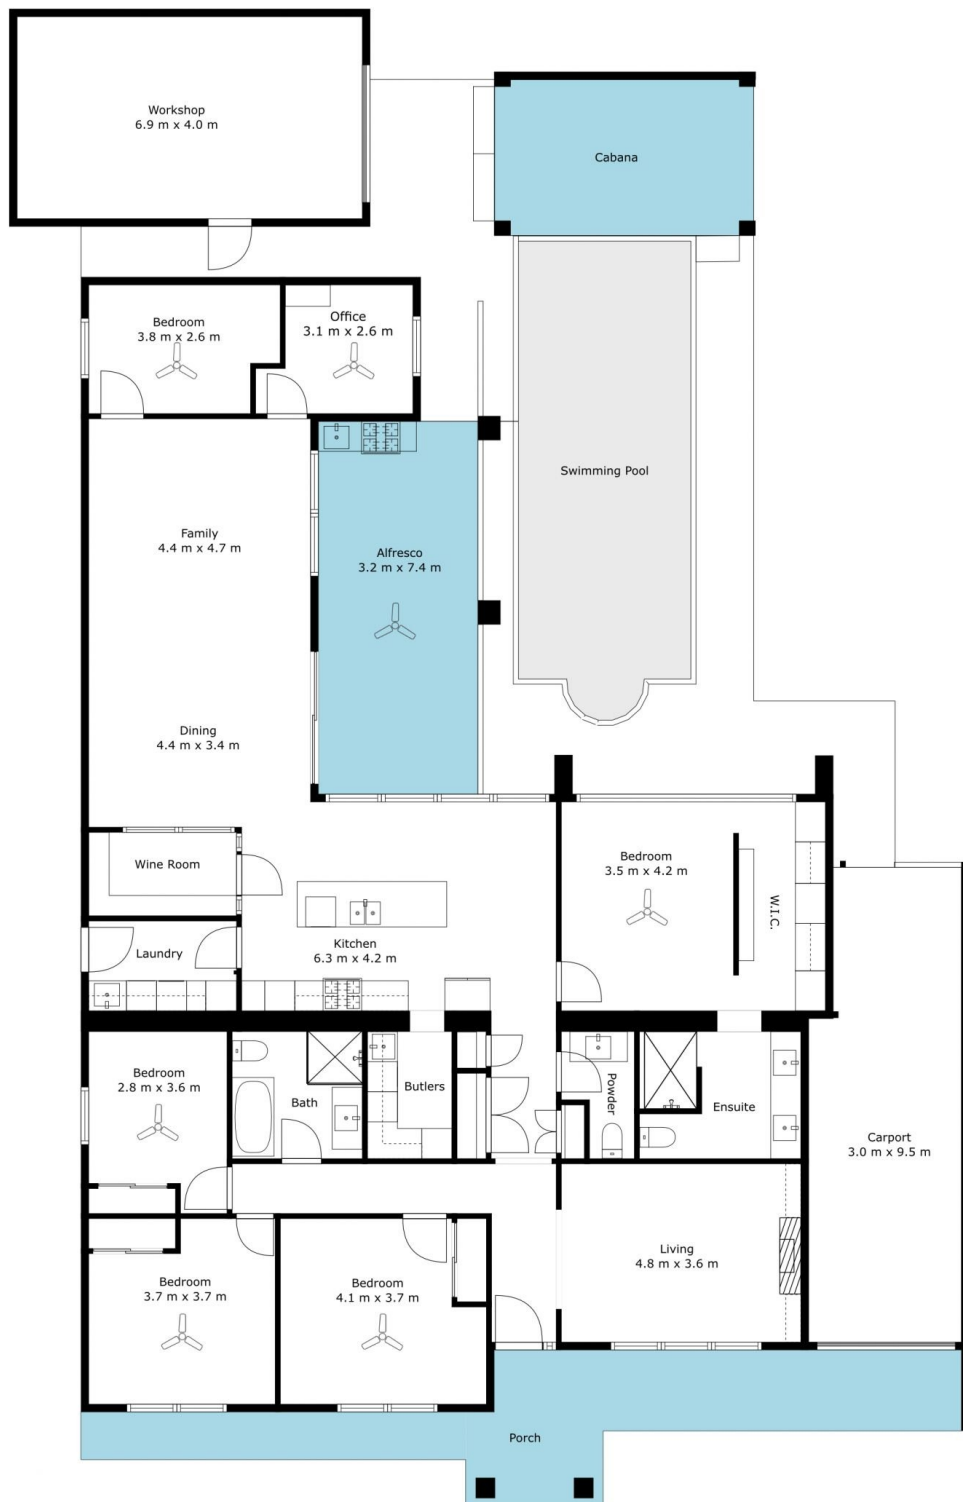 Workshop
6.9 m x 4.0 m
Cabana
Bedroom
3.8 m x 2.6 m
Office
3.1 m x 2.6 m
Swimming Pool
Family
4.4 m x 4.7 m
Alfresco
3.2 m x 7.4 m
Dining
4.4 m x 3.4 m
Wine Room
Bedroom
3.5 m x 4.2 m
W.I.C.
Laundry
Kitchen
6.3 m x 4.2 m
Bedroom
2.8 m x 3.6 m
Bath
Butlers
Powder
Ensuite
Carport
3.0 m x 9.5 m
Bedroom
3.7 m x 3.7 m
Bedroom
4.1 m x 3.7 m
Living
4.8 m x 3.6 m
Porch